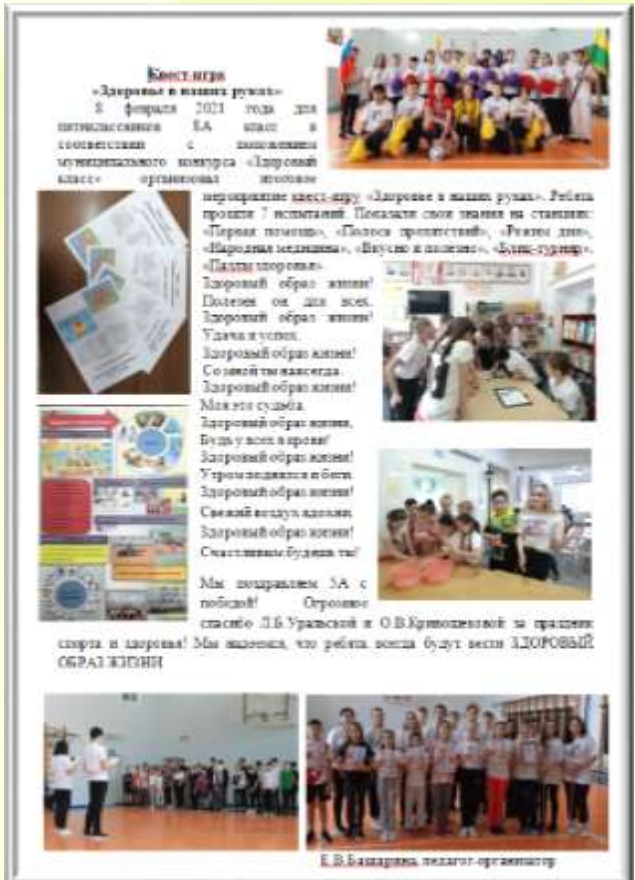 Квест-игра
«Здоровье в наших руках»
8 февраля 2021 года для
пятиклассников 8А класс в
соответствии с положением
муниципального конкурса «Здоровый
класс» организовал итоговое
мероприятие квест-игру «Здоровье в наших руках». Ребята
прошли 7 испытаний. Показали свои знания на станциях:
«Первая помощь», «Полоса препятствий», «Режим дня»,
«Народная медицина», «Вкусно и полезно», «Блиц-турнир»,
«Пазлы здоровья».
Здоровый образ жизни!
Полезен он для всех.
Здоровый образ жизни!
Удача и успех.
Здоровый образ жизни!
Со мной ты навсегда.
Здоровый образ жизни!
Моя это судьба.
Здоровый образ жизни,
Будь у всех в крови!
Здоровый образ жизни!
Утром поднялся и беги.
Здоровый образ жизни!
Свежий воздух вдохни.
Здоровый образ жизни!
Счастливым будешь ты!
Мы поздравляем 5А с
победой! Огромное
спасибо Л.Б.Уральской и О.В.Кривошековой за праздник
спорта и здоровья! Мы надеемся, что ребята всегда будут вести ЗДОРОВЫЙ
ОБРАЗ ЖИЗНИ
Е.В.Башарина, педагог-организатор